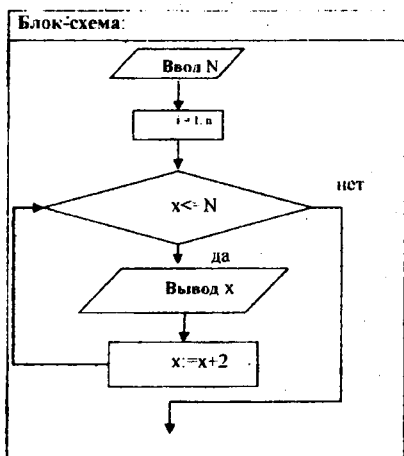 Блок-схема:
Ввод N
x<= N
нет
да
Вывод x
x:=x+2